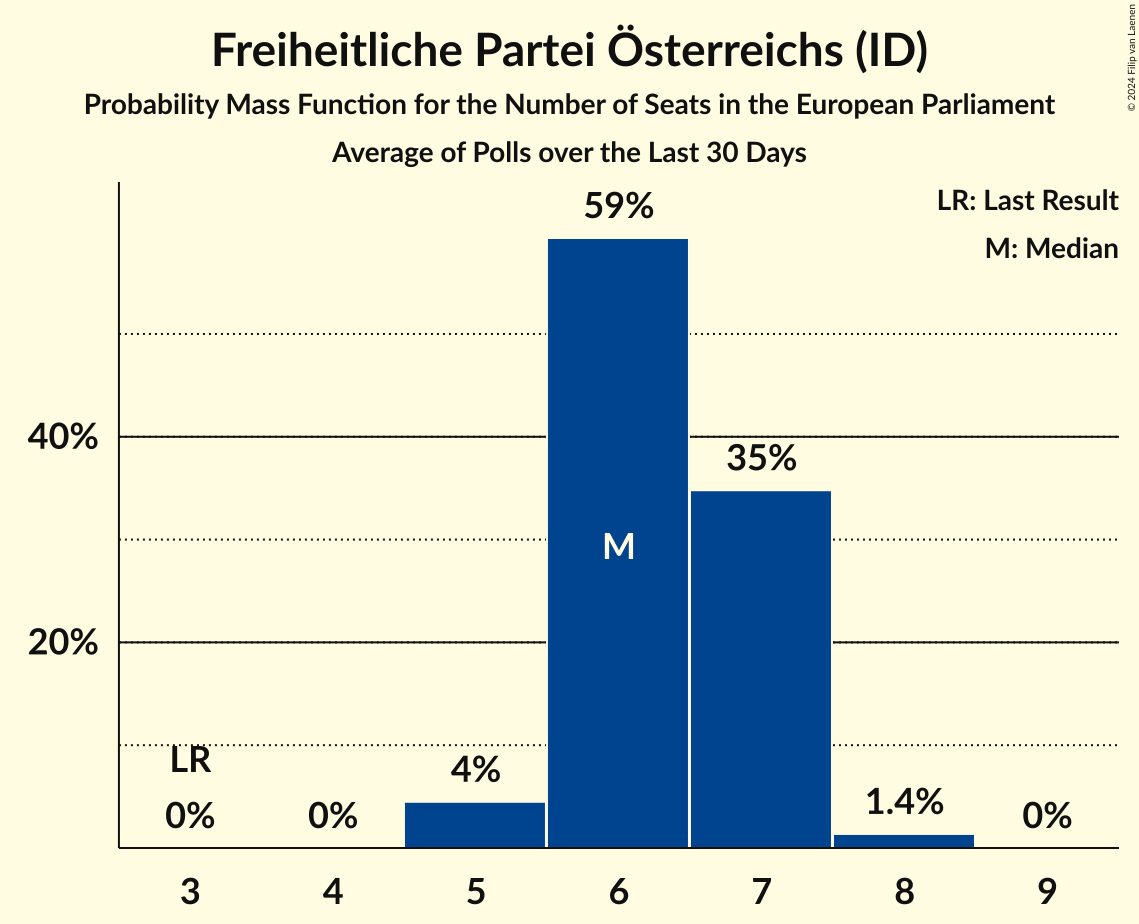 Freiheitliche Partei Österreichs (ID)
Probability Mass Function for the Number of Seats in the European Parliament
Average of Polls over the Last 30 Days
© 2024 Filip van Laenen
LR: Last Result
M: Median
59%
40%
35%
M
20%
LR
0%
0%
4%
1.4%
0%
3 4 5 6 7 8 9